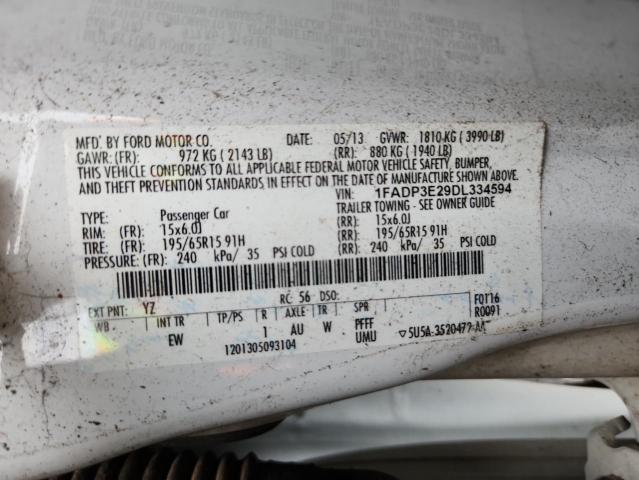 MFD. BY FORD MOTOR CO. DATE: 05/13 GVWR: 1810 KG ( 3990 LB)
GAWR: (FR): 972 KG ( 2143 LB) (RR): 880 KG ( 1940 LB)
THIS VEHICLE CONFORMS TO ALL APPLICABLE FEDERAL MOTOR VEHICLE SAFETY, BUMPER,
AND THEFT PREVENTION STANDARDS IN EFFECT ON THE DATE OF MANUFACTURE SHOWN ABOVE.
VIN: 1FADP3E29DL334594
TYPE: Passenger Car TRAILER TOWING - SEE OWNER GUIDE
RIM: (FR) 15x6.0J (RR) 15x6.0J
TIRE: (FR) 195/65R15 91H (RR) 195/65R15 91H
PRESSURE: (FR) 240 kPa/ 35 PSI COLD (RR) 240 kPa/ 35 PSI COLD
EXT PNT: YZ RC: 56 DSO: F0T16
WB INT TR TP/PS R AXLE TR SPR R0091
EW 1 AU W PFFF
UMU
1201305093104 5U5A-3520472-AA